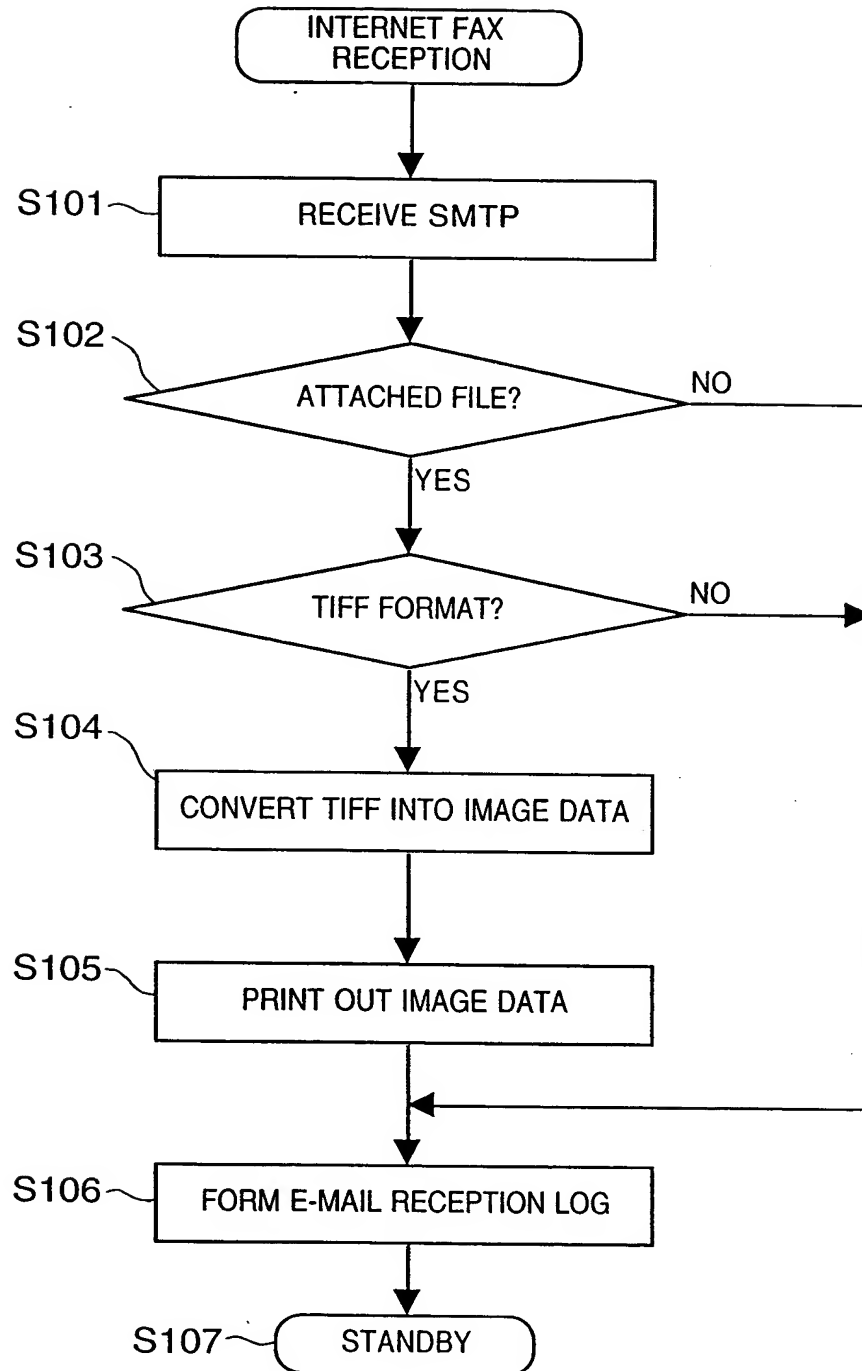 INTERNET FAX
RECEPTION
S101
RECEIVE SMTP
S102
ATTACHED FILE?
NO
YES
S103
TIFF FORMAT?
NO
YES
S104
CONVERT TIFF INTO IMAGE DATA
S105
PRINT OUT IMAGE DATA
S106
FORM E-MAIL RECEPTION LOG
S107
STANDBY